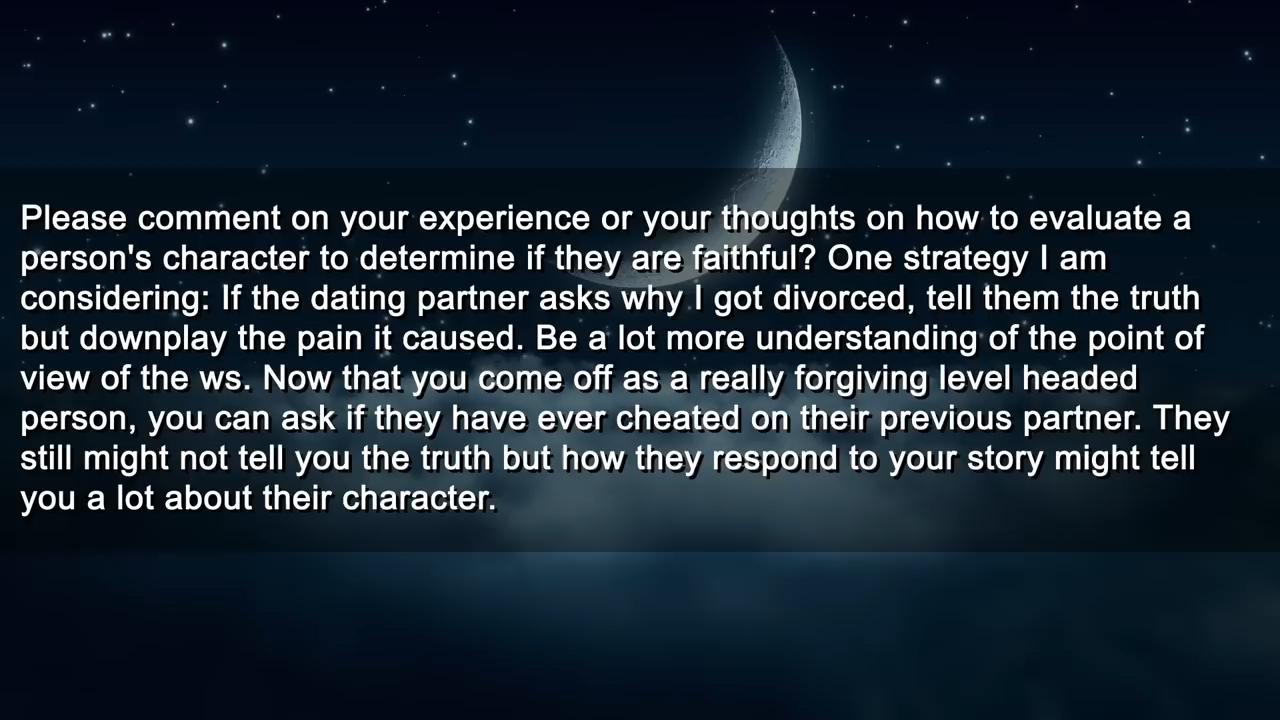 Please comment on your experience or your thoughts on how to evaluate a
person's character to determine if they are faithful? One strategy I am
considering: If the dating partner asks why I got divorced, tell them the truth
but downplay the pain it caused. Be a lot more understanding of the point of
view of the ws. Now that you come off as a really forgiving level headed
person, you can ask if they have ever cheated on their previous partner. They
still might not tell you the truth but how they respond to your story might tell
you a lot about their character.